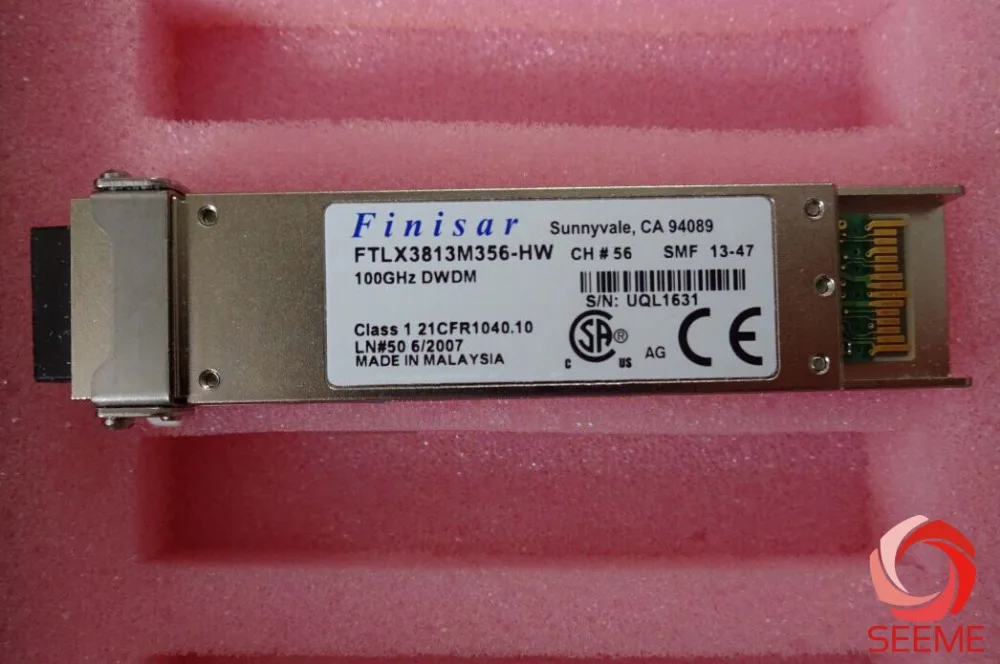 Finisar Sunnyvale, CA 94089
FTLX3813M356-HW CH # 56 SMF 13-47
100GHz DWDM
S/N: UQL1631
Class 1 21CFR1040.10
LN#50 6/2007
MADE IN MALAYSIA
C SA ® US AG CE
SEEME